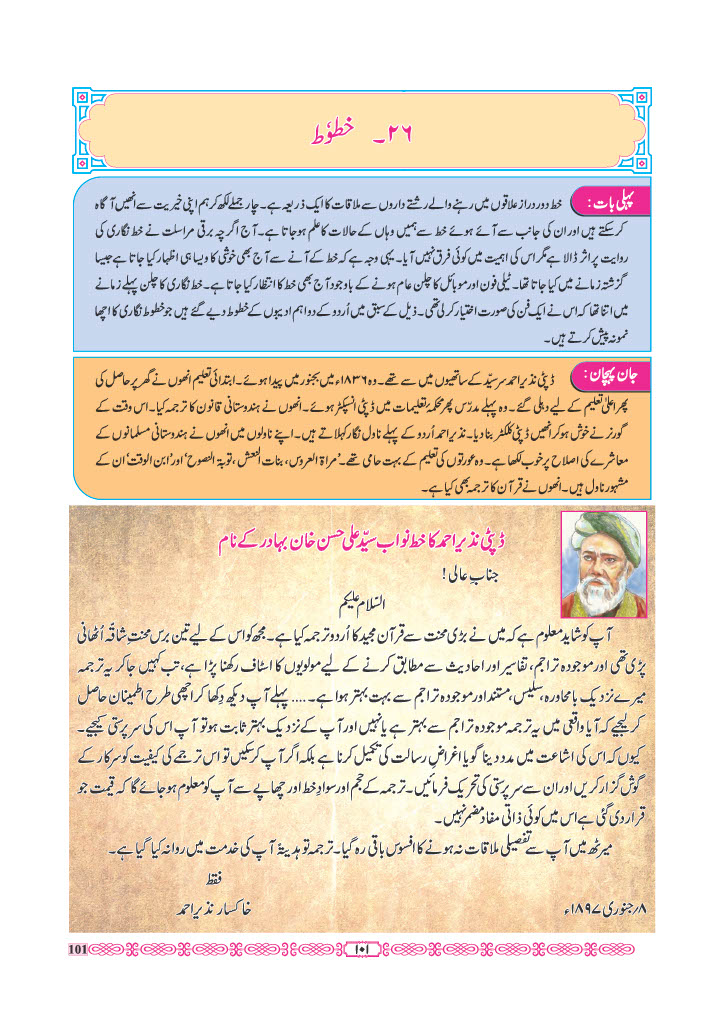 ۲۶۔ خطوٗط
پہلی بات: خط دور دراز علاقوں میں رہنے والے رشتے داروں سے ملاقات کا ایک ذریعہ ہے۔ چار جملے لکھ کر ہم اپنی خیریت سے انھیں آگاہ
کر سکتے ہیں اور ان کی جانب سے آئے ہوئے خط سے ہمیں وہاں کے حالات کا علم ہو جاتا ہے۔ آج اگرچہ برقی مراسلت نے خط نگاری کی
روایت پر اثر ڈالا ہے مگر اس کی اہمیت میں کوئی فرق نہیں آیا۔ یہی وجہ ہے کہ خط کے آنے سے آج بھی خوشی کا ویسا ہی اظہار کیا جاتا ہے جیسا
گزشتہ زمانے میں کیا جاتا تھا۔ ٹیلی فون اور موبائل کا چلن عام ہونے کے باوجود آج بھی خط کا انتظار کیا جاتا ہے۔ خط نگاری کا چلن پہلے زمانے
میں اتنا تھا کہ اس نے ایک فن کی صورت اختیار کر لی تھی۔ ذیل کے سبق میں اُردو کے دو اہم ادیبوں کے خطوط دیے گئے ہیں جو خطوط نگاری کا اچھا
نمونہ پیش کرتے ہیں۔
جان پہچان: ڈپٹی نذیر احمد سر سیّد کے ساتھیوں میں سے تھے۔ وہ ۱۸۳۶ء میں بجنور میں پیدا ہوئے۔ ابتدائی تعلیم انھوں نے گھر پر حاصل کی
پھر اعلیٰ تعلیم کے لیے دہلی گئے۔ وہ پہلے مدرّس پھر محکمۂ تعلیمات میں ڈپٹی انسپکٹر ہوئے۔ انھوں نے ہندوستانی قانون کا ترجمہ کیا۔ اس وقت کے
گورنر نے خوش ہو کر انھیں ڈپٹی کلکٹر بنا دیا۔ نذیر احمد اُردو کے پہلے ناول نگار کہلاتے ہیں۔ اپنے ناولوں میں انھوں نے ہندوستانی مسلمانوں کے
معاشرے کی اصلاح پر خوب لکھا ہے۔ وہ عورتوں کی تعلیم کے بہت حامی تھے۔ 'مراۃ العروس، بنات النعش، توبۃ النصوح' اور 'ابن الوقت' ان کے
مشہور ناول ہیں۔ انھوں نے قرآن کا ترجمہ بھی کیا ہے۔
ڈپٹی نذیر احمد کا خط نواب سیّد علی حسن خان بہادر کے نام
جنابِ عالی!
السّلام علیکم
آپ کو شاید معلوم ہے کہ میں نے بڑی محنت سے قرآن مجید کا اُردو ترجمہ کیا ہے۔ مجھ کو اس کے لیے تین برس محنتِ شاقّہ اُٹھانی
پڑی تھی اور موجودہ تراجم، تفاسیر اور احادیث سے مطابق کرنے کے لیے مولویوں کا اسٹاف رکھنا پڑا ہے، تب کہیں جا کر یہ ترجمہ
میرے نزدیک بامحاورہ، سلیس، مستند اور موجودہ تراجم سے بہت بہتر ہوا ہے۔.... پہلے آپ دیکھ دِکھا کر اچھی طرح اطمینان حاصل
کر لیجیے کہ آیا واقعی میں یہ ترجمہ موجودہ تراجم سے بہتر ہے یا نہیں اور آپ کے نزدیک بہتر ثابت ہو تو آپ اس کی سرپرستی کیجیے۔
کیوں کہ اس کی اشاعت میں مدد دینا گویا اغراضِ رسالت کی تکمیل کرنا ہے بلکہ اگر آپ کر سکیں تو اس ترجمے کی کیفیت کو سرکار کے
گوش گزار کریں اور ان سے سرپرستی کی تحریک فرمائیں۔ ترجمہ کے حجم اور سوادِ خط اور چھاپے سے آپ کو معلوم ہو جائے گا کہ قیمت جو
قرار دی گئی ہے اس میں کوئی ذاتی مفاد مضمر نہیں۔
میرٹھ میں آپ سے تفصیلی ملاقات نہ ہونے کا افسوس باقی رہ گیا۔ ترجمہ تو ہدیتاً آپ کی خدمت میں روانہ کیا گیا ہے۔
فقط
۸؍جنوری ۱۸۹۷ء خاکسار نذیر احمد
101 ۱۰۱